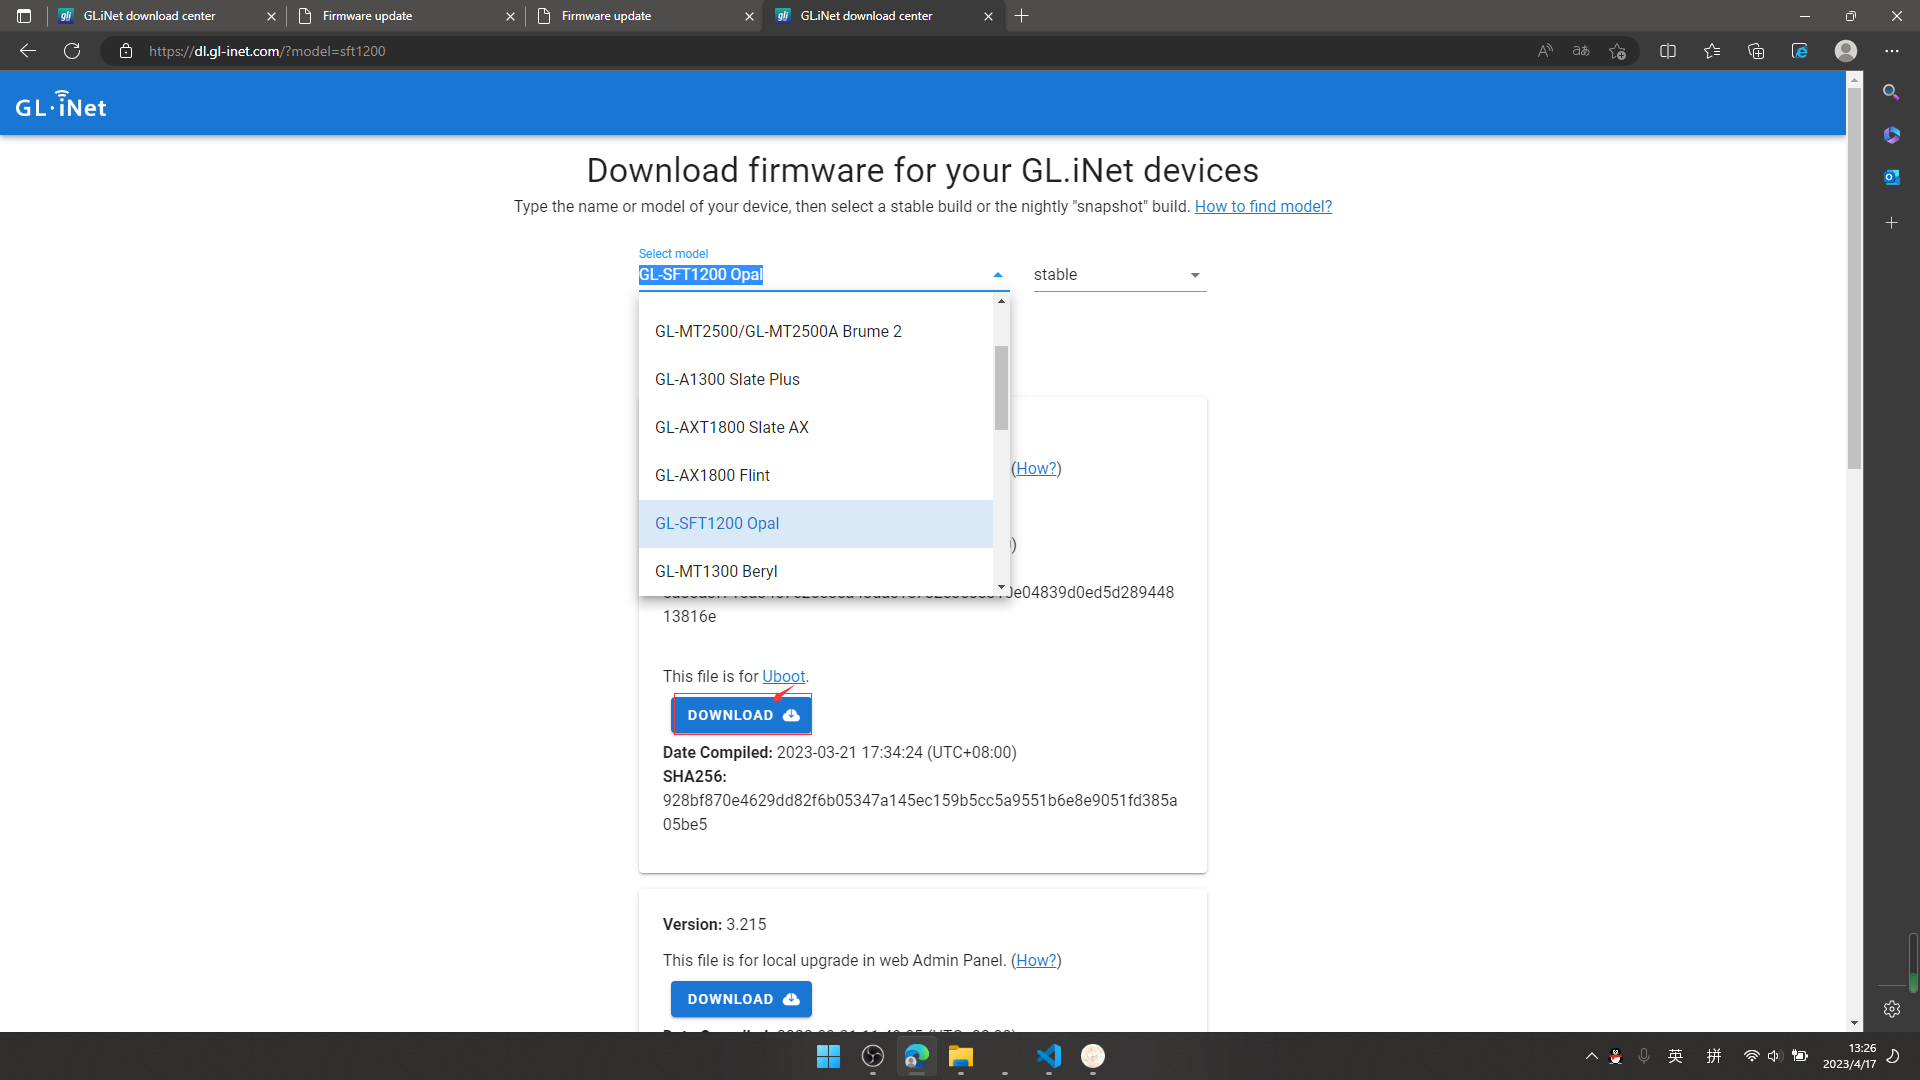 GL.iNet download center
Firmware update
Firmware update
GL.iNet download center
https://dl.gl-inet.com/?model=sft1200
GL·iNet
Download firmware for your GL.iNet devices
Type the name or model of your device, then select a stable build or the nightly "snapshot" build. How to find model?
Select model
GL-SFT1200 Opal
stable
GL-MT2500/GL-MT2500A Brume 2
GL-A1300 Slate Plus
GL-AXT1800 Slate AX
GL-AX1800 Flint
(How?)
GL-SFT1200 Opal
GL-MT1300 Beryl
0e04839d0ed5d289448
13816e
This file is for Uboot.
DOWNLOAD
Date Compiled: 2023-03-21 17:34:24 (UTC+08:00)
SHA256:
928bf870e4629dd82f6b05347a145ec159b5cc5a9551b6e8e9051fd385a
05be5
Version: 3.215
This file is for local upgrade in web Admin Panel. (How?)
DOWNLOAD
英
拼
13:26
2023/4/17